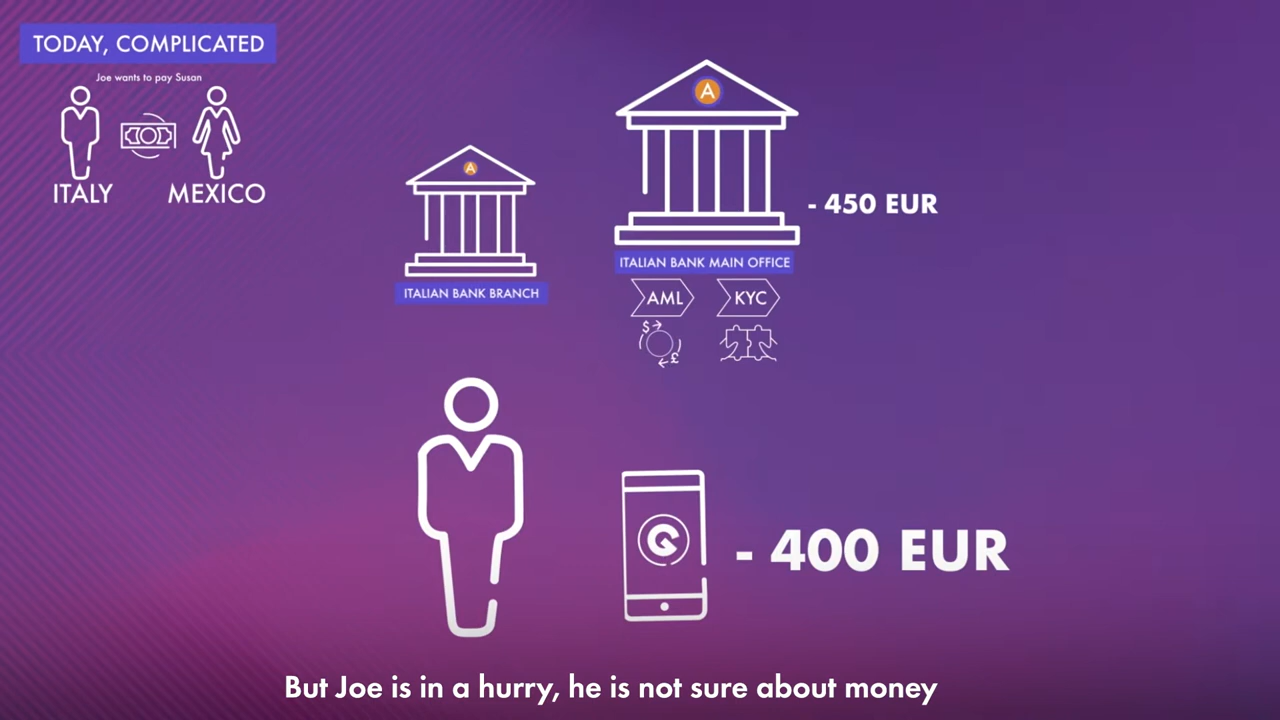 TODAY, COMPLICATED
Joe wants to pay Susan
ITALY
MEXICO
A
A
- 450 EUR
ITALIAN BANK MAIN OFFICE
ITALIAN BANK BRANCH
AML
KYC
$
£
- 400 EUR
But Joe is in a hurry, he is not sure about money